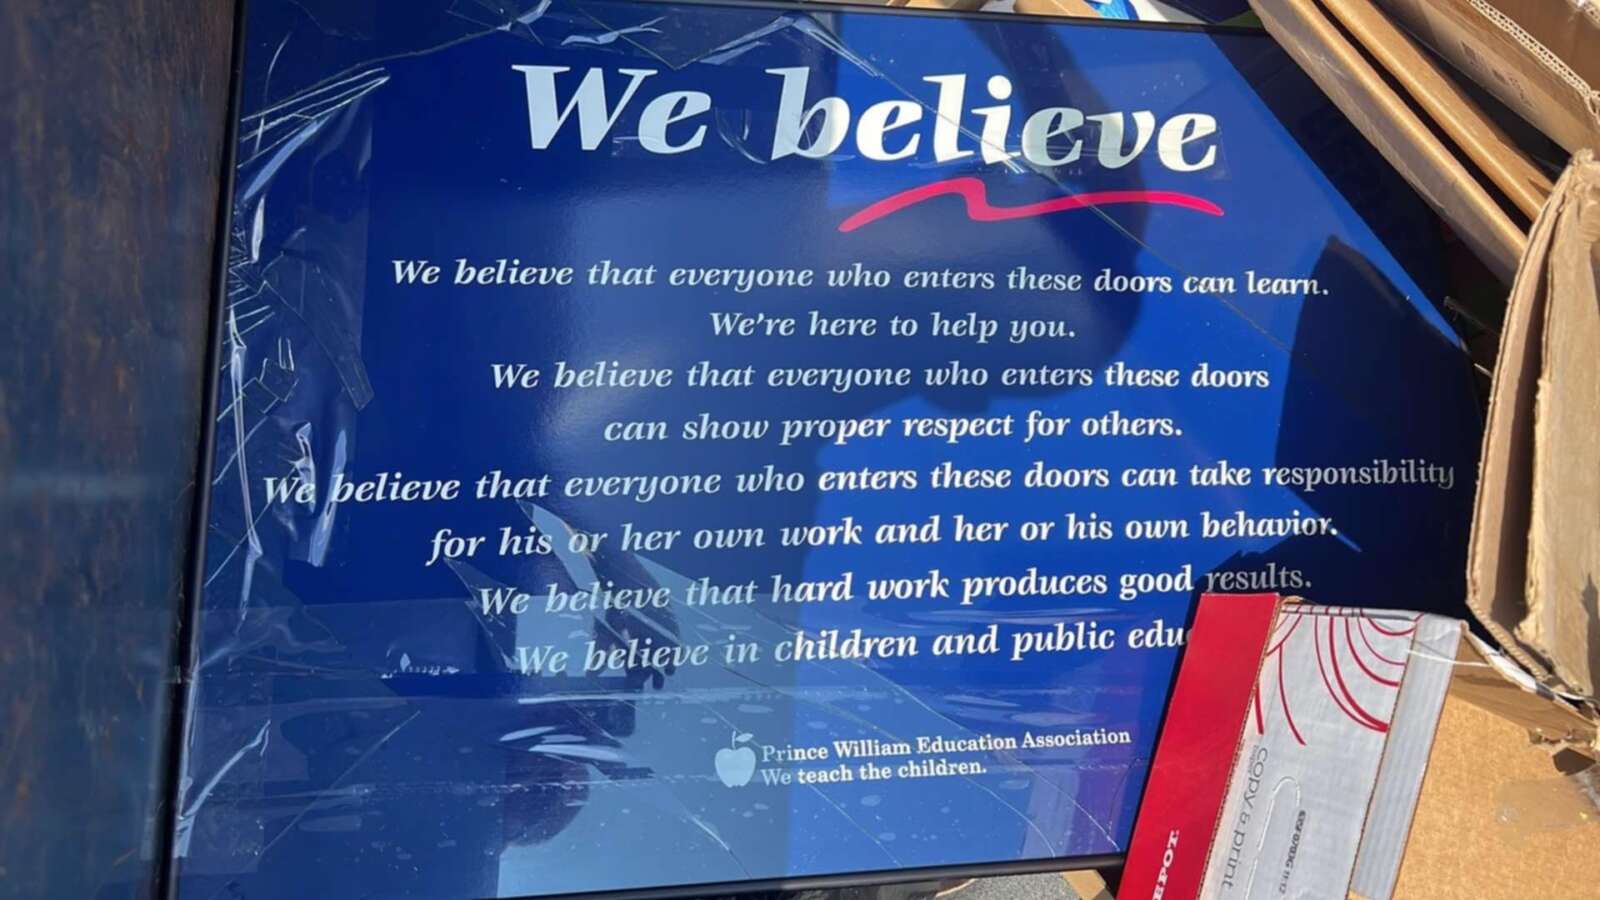 We believe
We believe that everyone who enters these doors can learn.
We're here to help you.
We believe that everyone who enters these doors
can show proper respect for others.
We believe that everyone who enters these doors can take responsibility
for his or her own work and her or his own behavior.
We believe that hard work produces good results.
We believe in children and public edu
Prince William Education Association
We teach the children.
copy & print